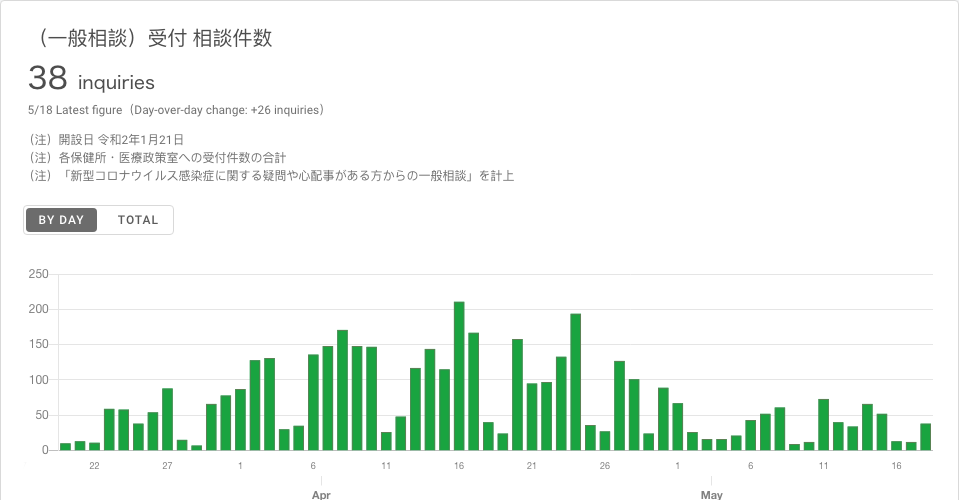 （一般相談）受付 相談件数
38 inquiries
5/18 Latest figure（Day-over-day change: +26 inquiries）
（注）開設日 令和2年1月21日
（注）各保健所・医療政策室への受付件数の合計
（注）「新型コロナウイルス感染症に関する疑問や心配事がある方からの一般相談」を計上
BY DAY TOTAL
250
200
150
100
50
0
22 27 1 6 11 16 21 26 1 6 11 16
Apr May